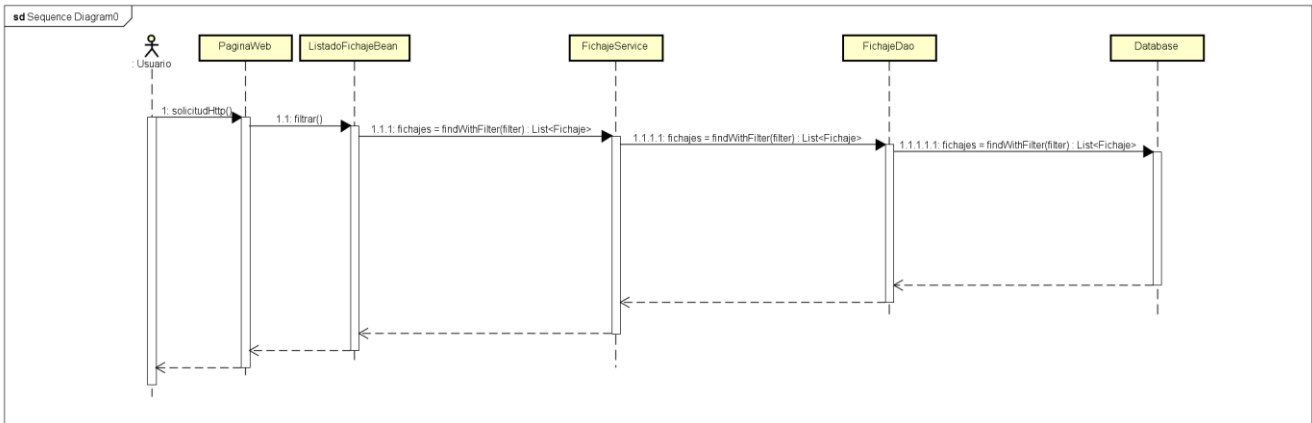 sd Sequence Diagram0
: Usuario
PaginaWeb
ListadoFichajeBean
FichajeService
FichajeDao
Database
1: solicitudHttp()
1.1: filtrar()
1.1.1: fichajes = findWithFilter(filter) : List<Fichaje>
1.1.1.1: fichajes = findWithFilter(filter) : List<Fichaje>
1.1.1.1.1: fichajes = findWithFilter(filter) : List<Fichaje>